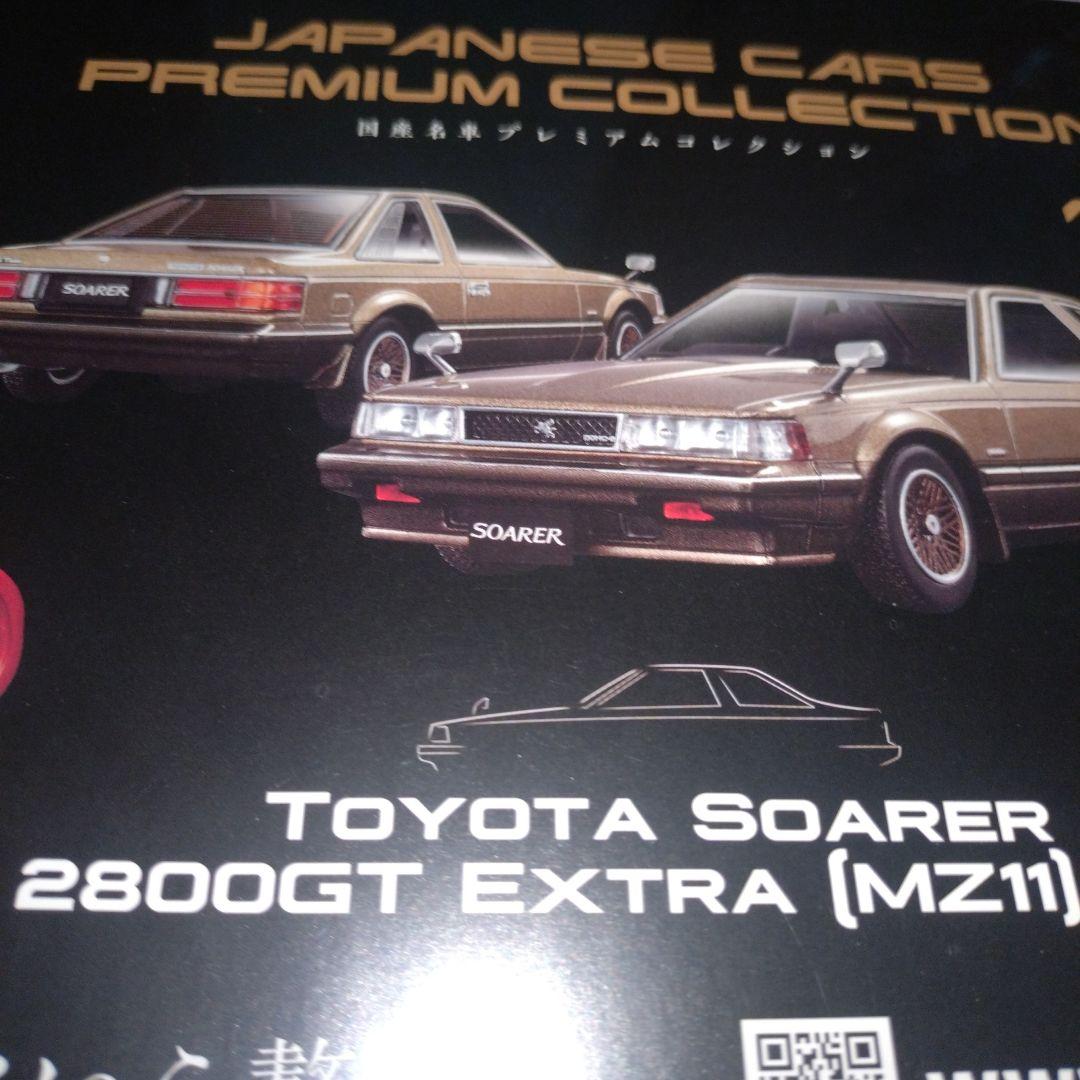 JAPANESE CARS
PREMIUM COLLECTION
国産名車プレミアムコレクション
SOARER
SOARER
TOYOTA SOARER
2800GT EXTRA (MZ11)